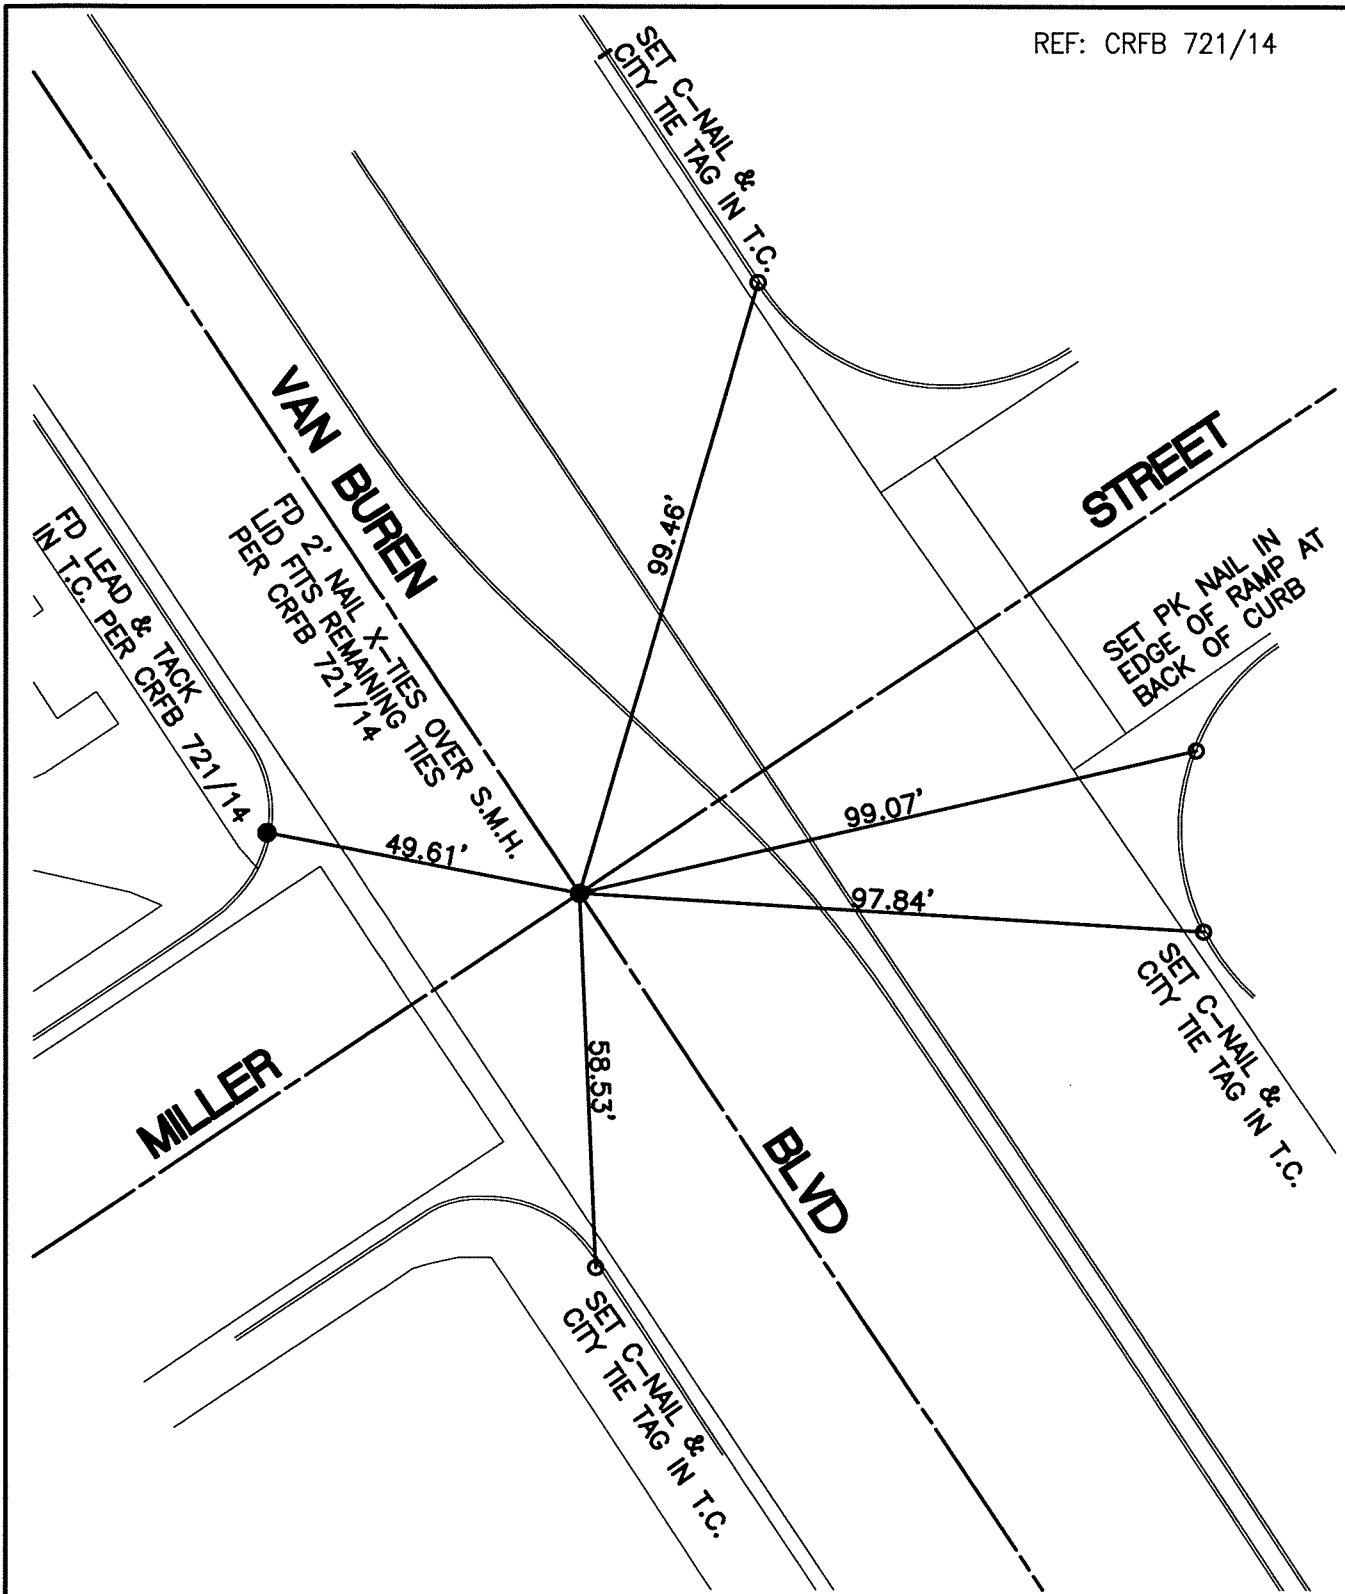 REF: CRFB 721/14
SET C-NAIL &
CITY TIE TAG IN T.C.
VAN BUREN
STREET
99.46'
FD 2' NAIL X-TIES OVER S.M.H.
LID FITS REMAINING TIES
PER CRFB 721/14
FD LEAD & TACK
IN T.C. PER CRFB 721/14
SET PK NAIL IN
EDGE OF RAMP AT
BACK OF CURB
99.07'
49.61'
97.84'
SET C-NAIL &
CITY TIE TAG IN T.C.
58.53'
MILLER
BLVD
SET C-NAIL &
CITY TIE TAG IN T.C.